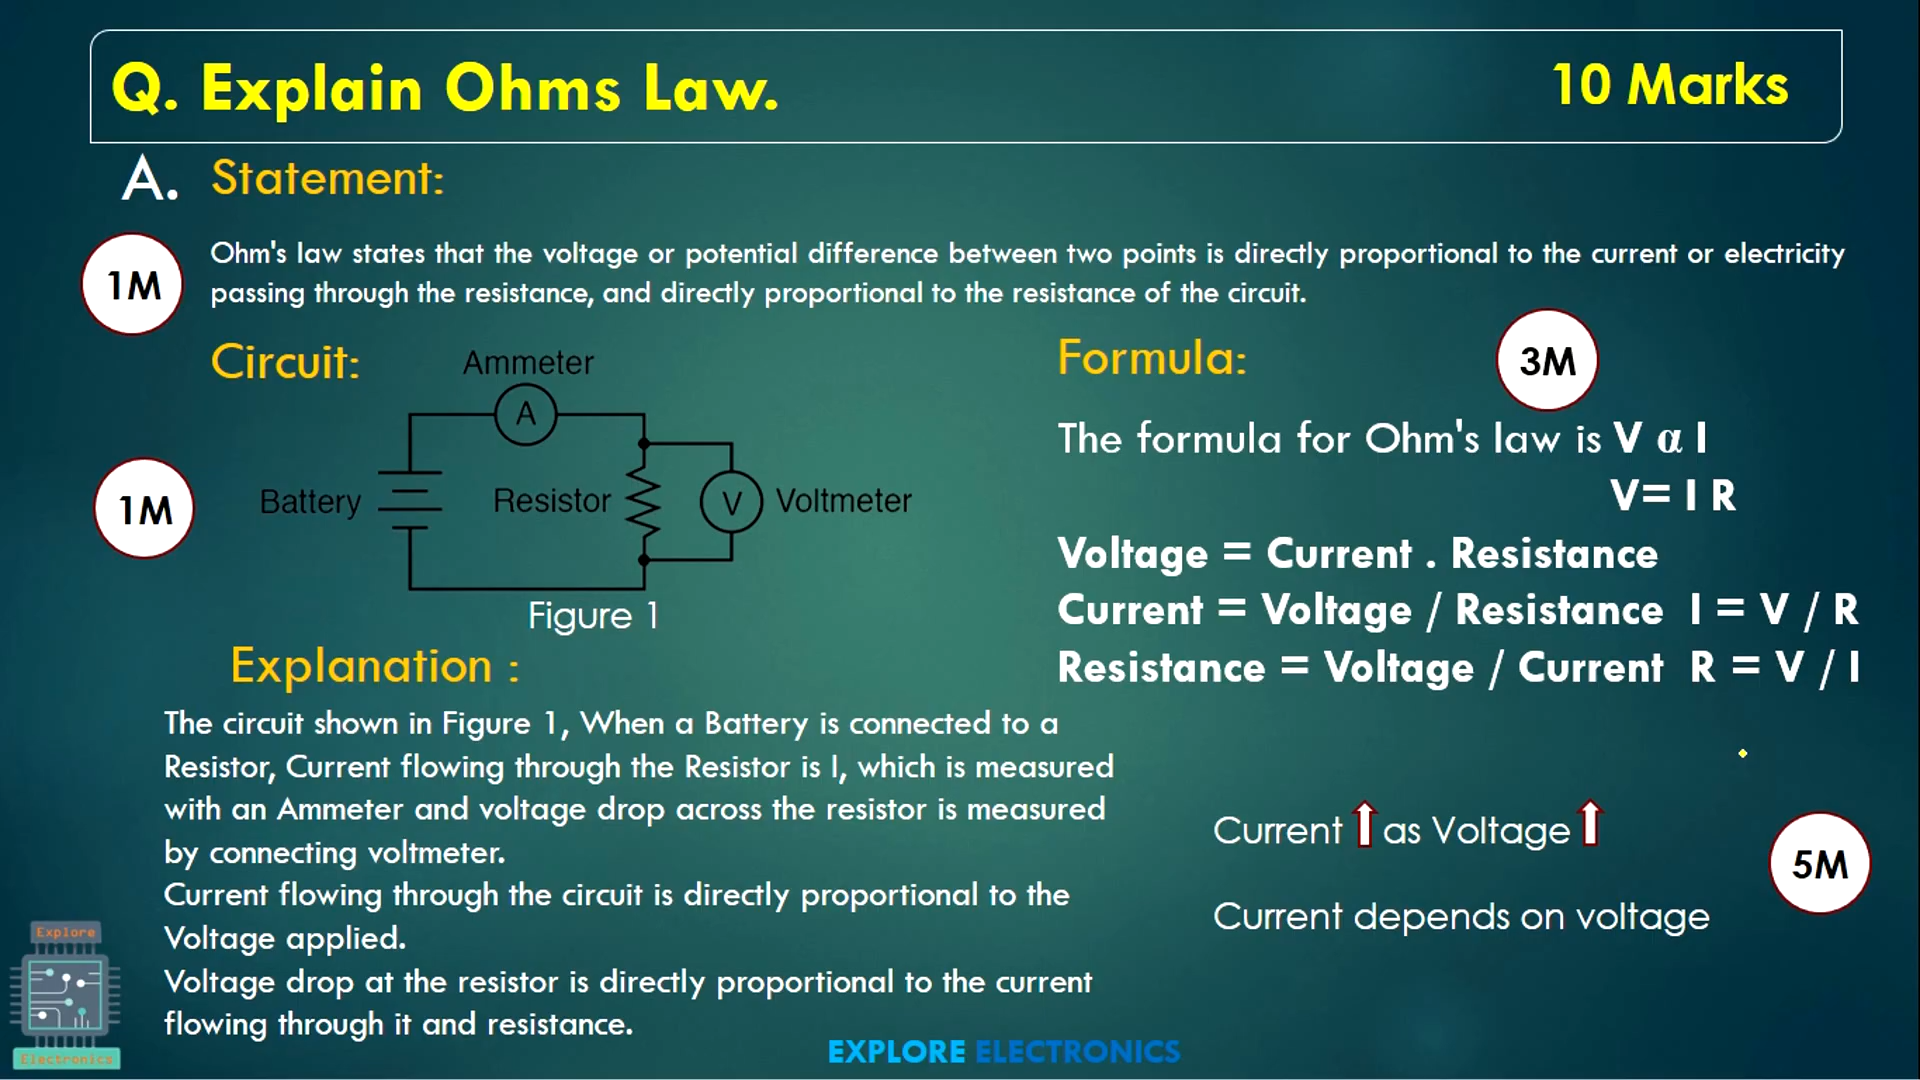 Q. Explain Ohms Law.
10 Marks
A. Statement:
1M
Ohm's law states that the voltage or potential difference between two points is directly proportional to the current or electricity
passing through the resistance, and directly proportional to the resistance of the circuit.
Circuit:
Ammeter
A
Battery
Resistor
V
Voltmeter
1M
Figure 1
Formula:
3M
The formula for Ohm's law is V α I
V= I R
Voltage = Current . Resistance
Current = Voltage / Resistance I = V / R
Resistance = Voltage / Current R = V / I
Explanation :
The circuit shown in Figure 1, When a Battery is connected to a
Resistor, Current flowing through the Resistor is I, which is measured
with an Ammeter and voltage drop across the resistor is measured
by connecting voltmeter.
Current flowing through the circuit is directly proportional to the
Voltage applied.
Voltage drop at the resistor is directly proportional to the current
flowing through it and resistance.
Current ⬆ as Voltage ⬆
Current depends on voltage
5M
Explore
Electronics
EXPLORE ELECTRONICS